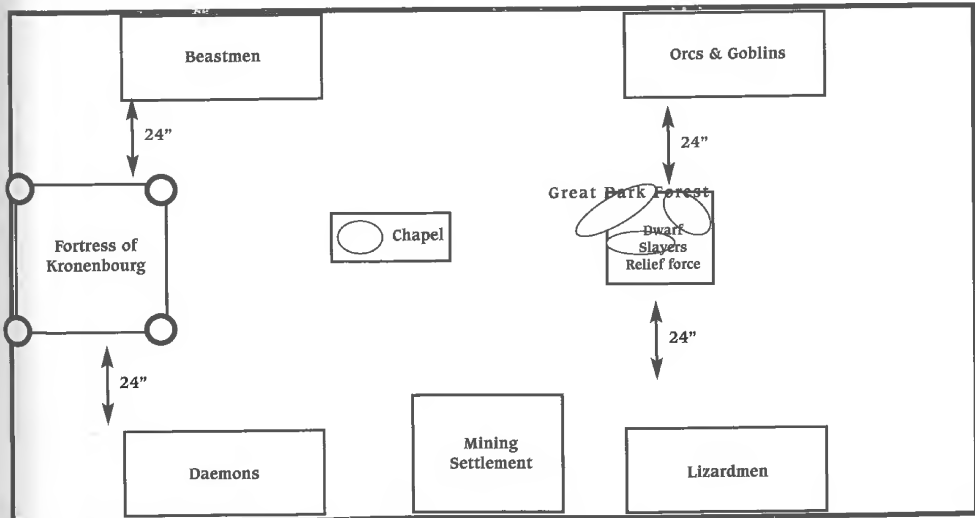 Beastmen
Orcs & Goblins
24”
24”
Great Dark Forest
Fortress of
Kronenbourg
Chapel
Dwarf
Slayers
Relief force
24”
24”
Daemons
Mining
Settlement
Lizardmen